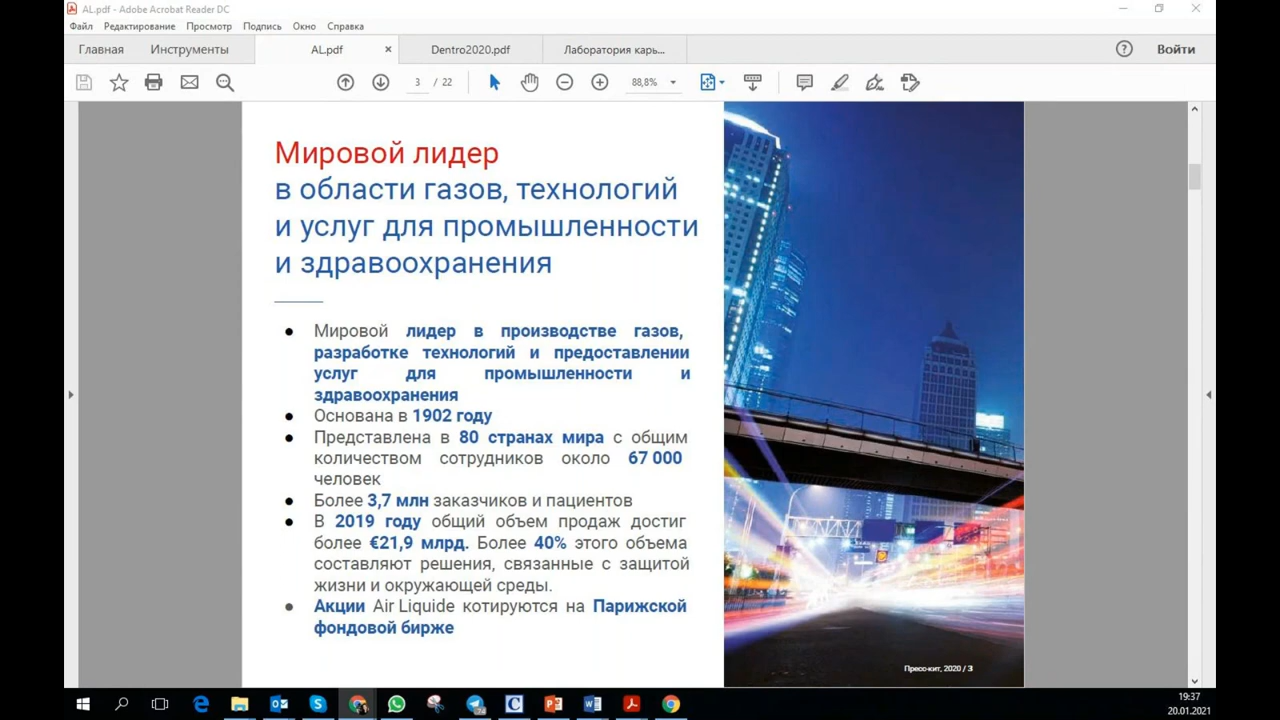 AL.pdf - Adobe Acrobat Reader DC
Файл Редактирование Просмотр Подпись Окно Справка
Главная Инструменты AL.pdf × Dentro2020.pdf Лаборатория карь... ? Войти
3 / 22 88,8%
Мировой лидер
в области газов, технологий
и услуг для промышленности
и здравоохранения
● Мировой лидер в производстве газов,
разработке технологий и предоставлении
услуг для промышленности и
здравоохранения
● Основана в 1902 году
● Представлена в 80 странах мира с общим
количеством сотрудников около 67 000
человек
● Более 3,7 млн заказчиков и пациентов
● В 2019 году общий объем продаж достиг
более €21,9 млрд. Более 40% этого объема
составляют решения, связанные с защитой
жизни и окружающей среды.
● Акции Air Liquide котируются на Парижской
фондовой бирже
Пресс-кит, 2020 / 3
19:37
20.01.2021